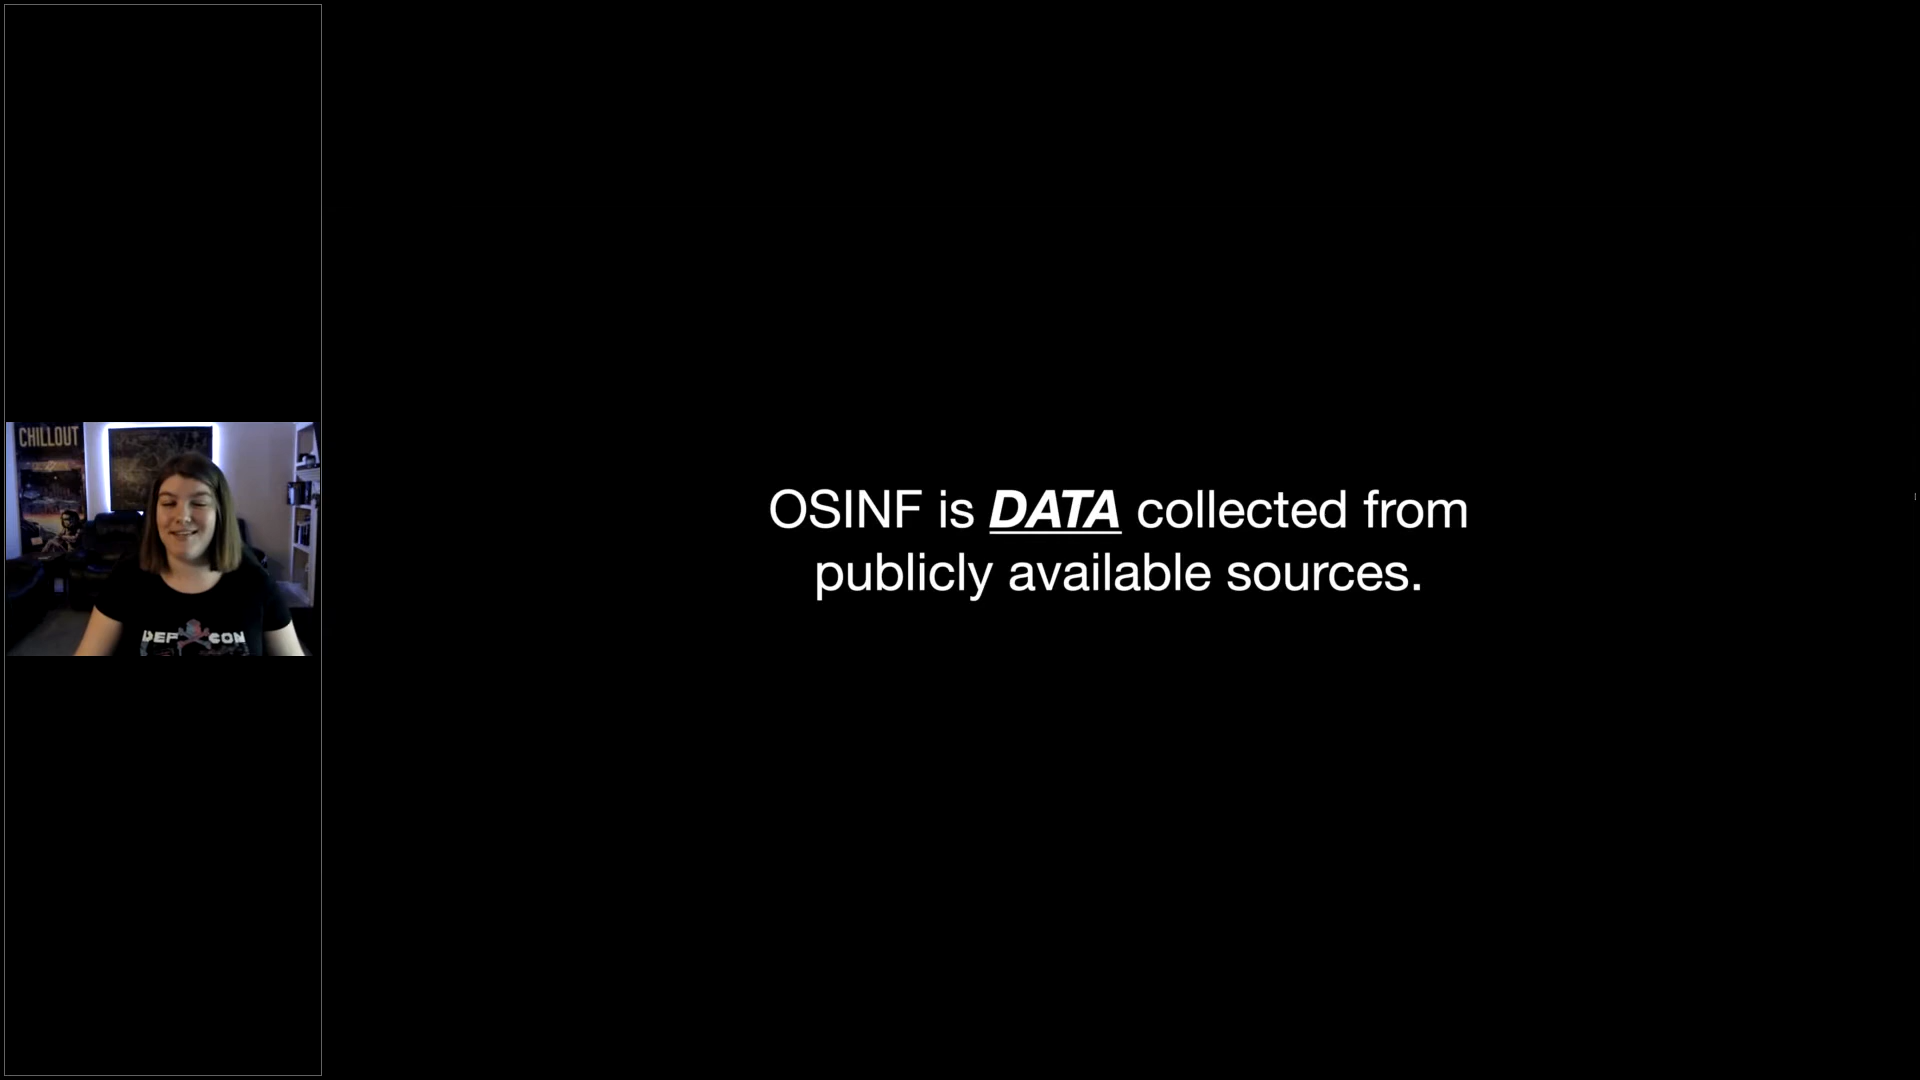 CHILLOUT
DEF CON
OSINF is DATA collected from
publicly available sources.